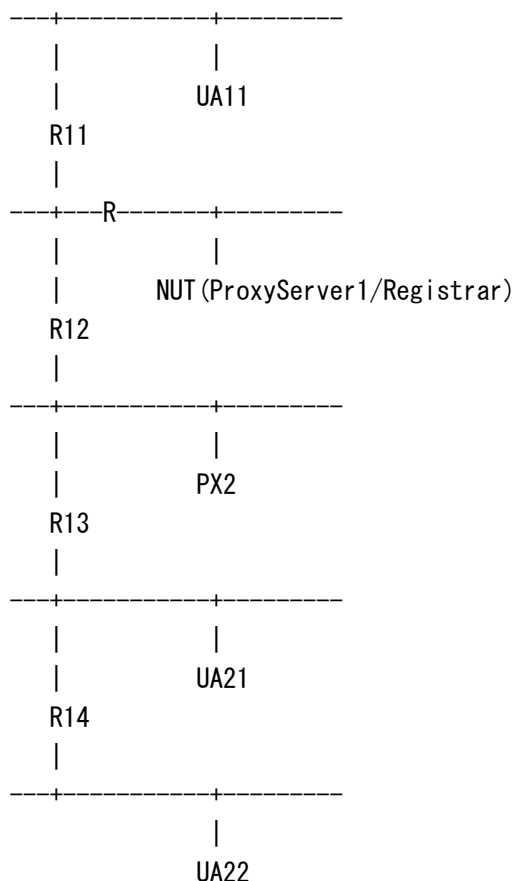 UA11
R11
R
NUT(ProxyServer1/Registrar)
R12
PX2
R13
UA21
R14
UA22